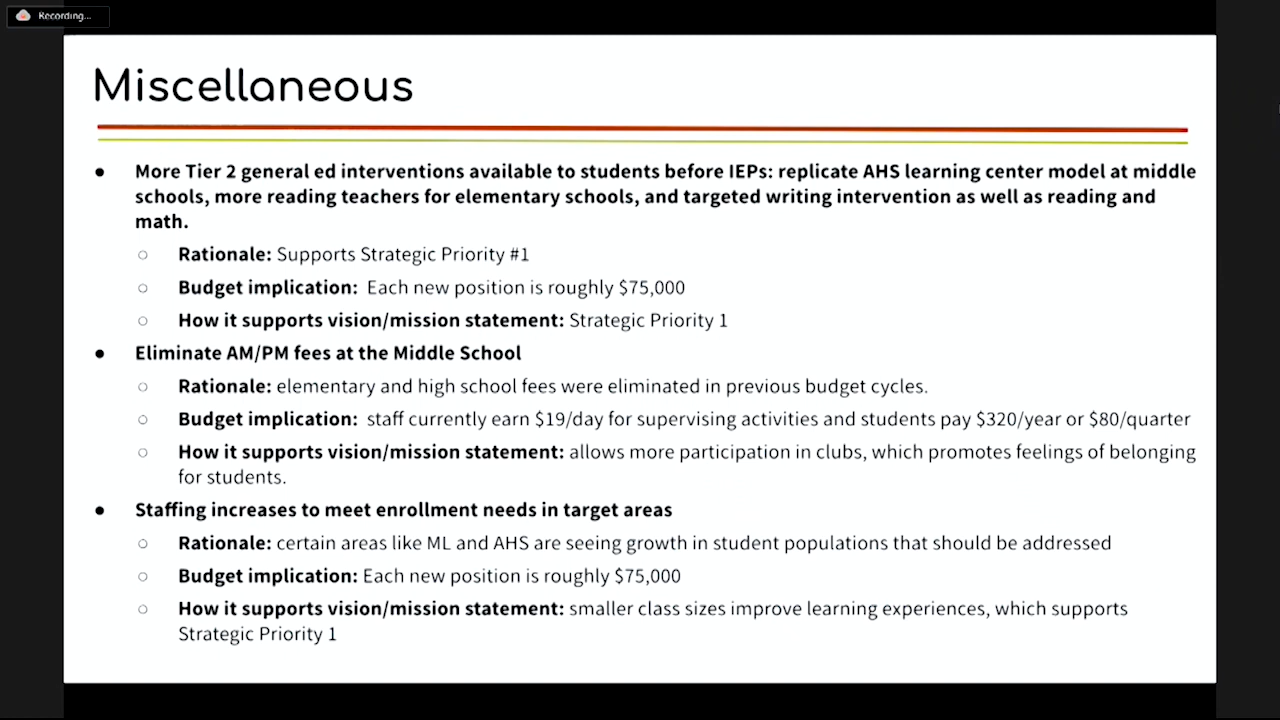 Recording...
Miscellaneous
● More Tier 2 general ed interventions available to students before IEPs: replicate AHS learning center model at middle
schools, more reading teachers for elementary schools, and targeted writing intervention as well as reading and
math.
○ Rationale: Supports Strategic Priority #1
○ Budget implication: Each new position is roughly $75,000
○ How it supports vision/mission statement: Strategic Priority 1
● Eliminate AM/PM fees at the Middle School
○ Rationale: elementary and high school fees were eliminated in previous budget cycles.
○ Budget implication: staff currently earn $19/day for supervising activities and students pay $320/year or $80/quarter
○ How it supports vision/mission statement: allows more participation in clubs, which promotes feelings of belonging
for students.
● Staffing increases to meet enrollment needs in target areas
○ Rationale: certain areas like ML and AHS are seeing growth in student populations that should be addressed
○ Budget implication: Each new position is roughly $75,000
○ How it supports vision/mission statement: smaller class sizes improve learning experiences, which supports
Strategic Priority 1